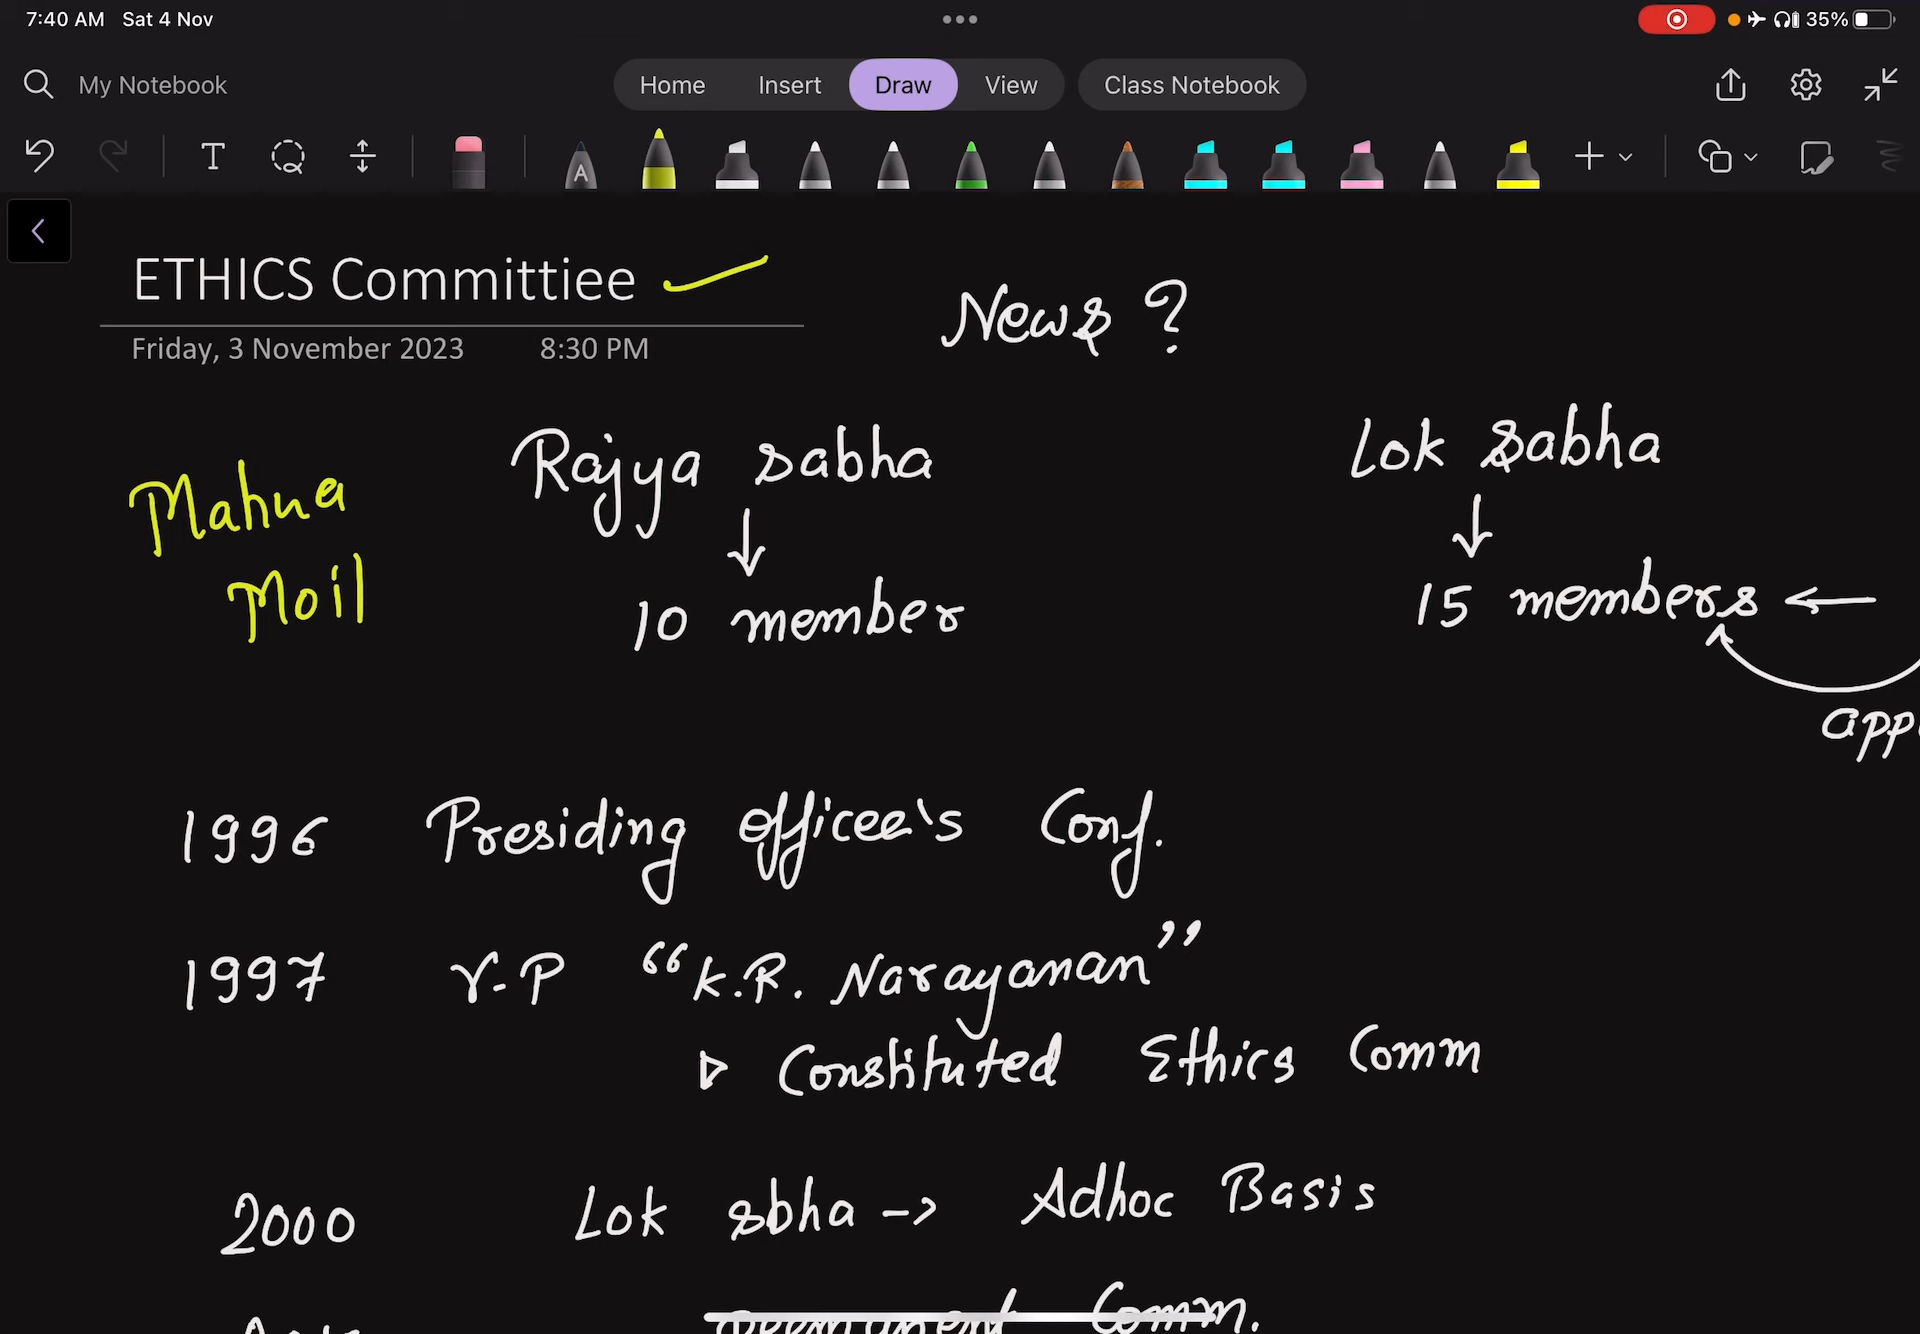 7:40 AM Sat 4 Nov
35%
My Notebook
Home Insert Draw View Class Notebook
T
A
ETHICS Committiee
Friday, 3 November 2023 8:30 PM
News ?
Mahua
Moil
Rajya sabha
Lok sabha
10 member
15 members
1996 Presiding officee's Conf.
1997 V-P "K.R. Narayanan"
Constituted Ethics Comm
2000 Lok sbha -> Adhoc Basis
Comm.